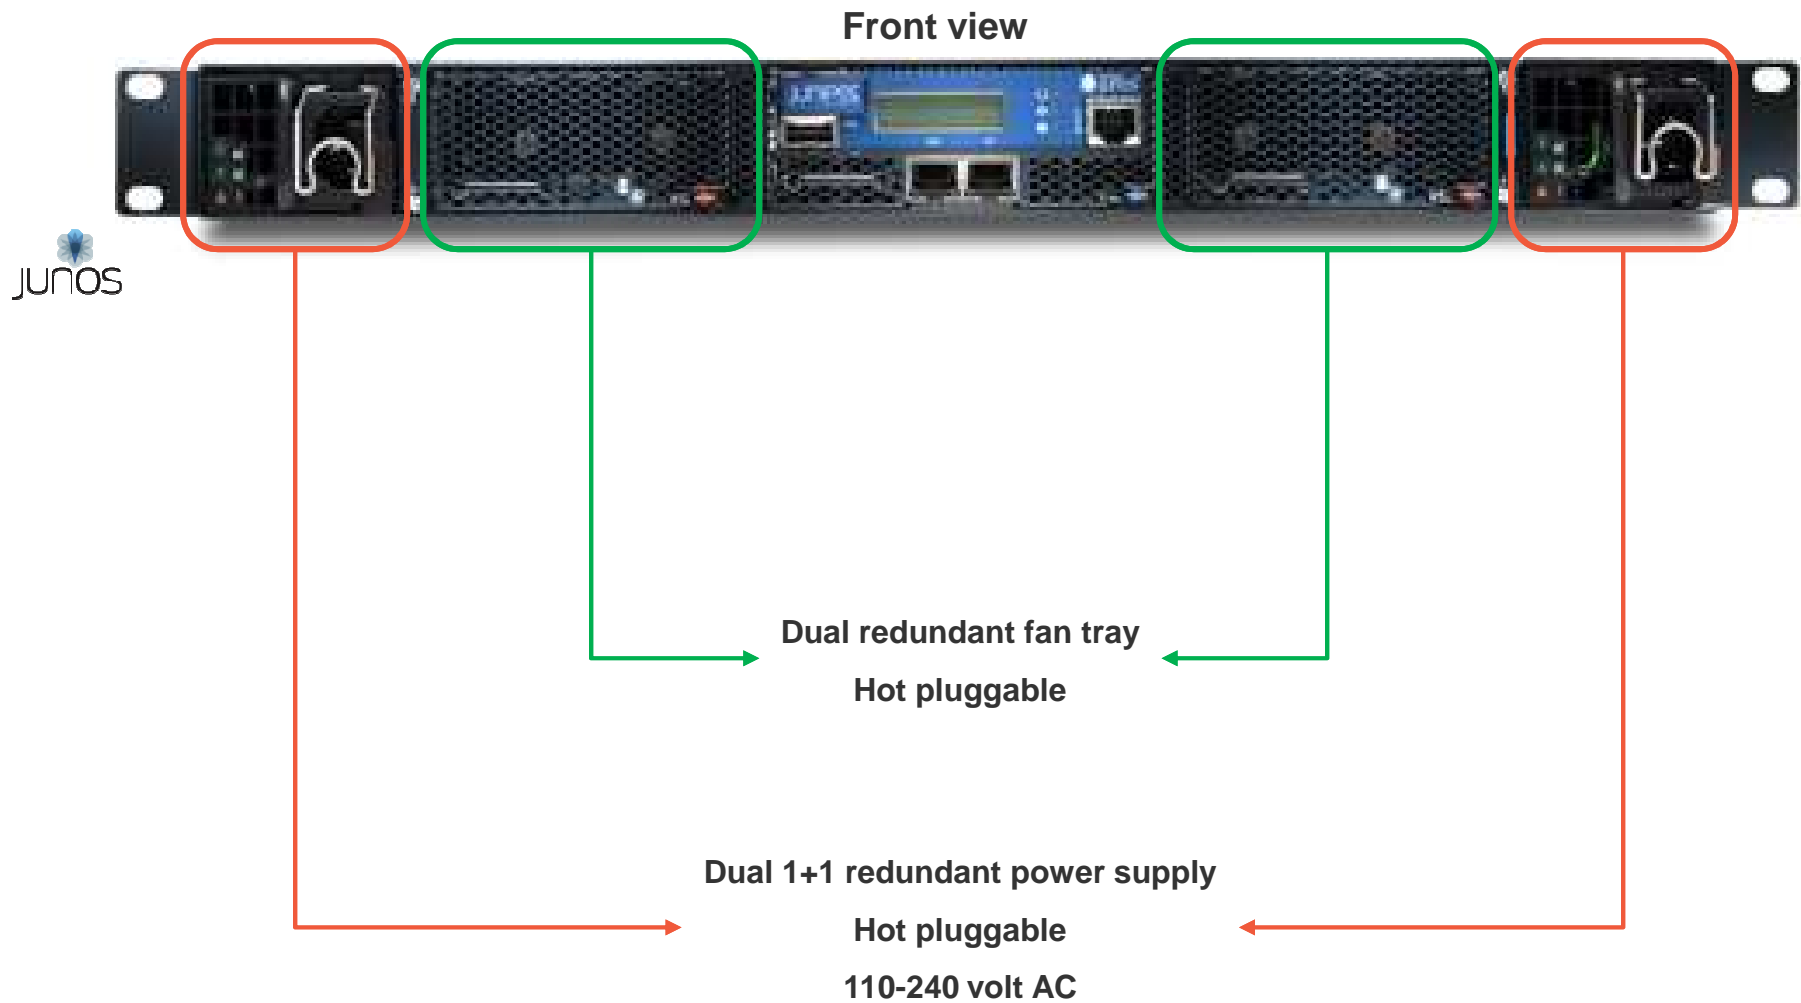 Front view
JUNOS
Dual redundant fan tray
Hot pluggable
Dual 1+1 redundant power supply
Hot pluggable
110-240 volt AC